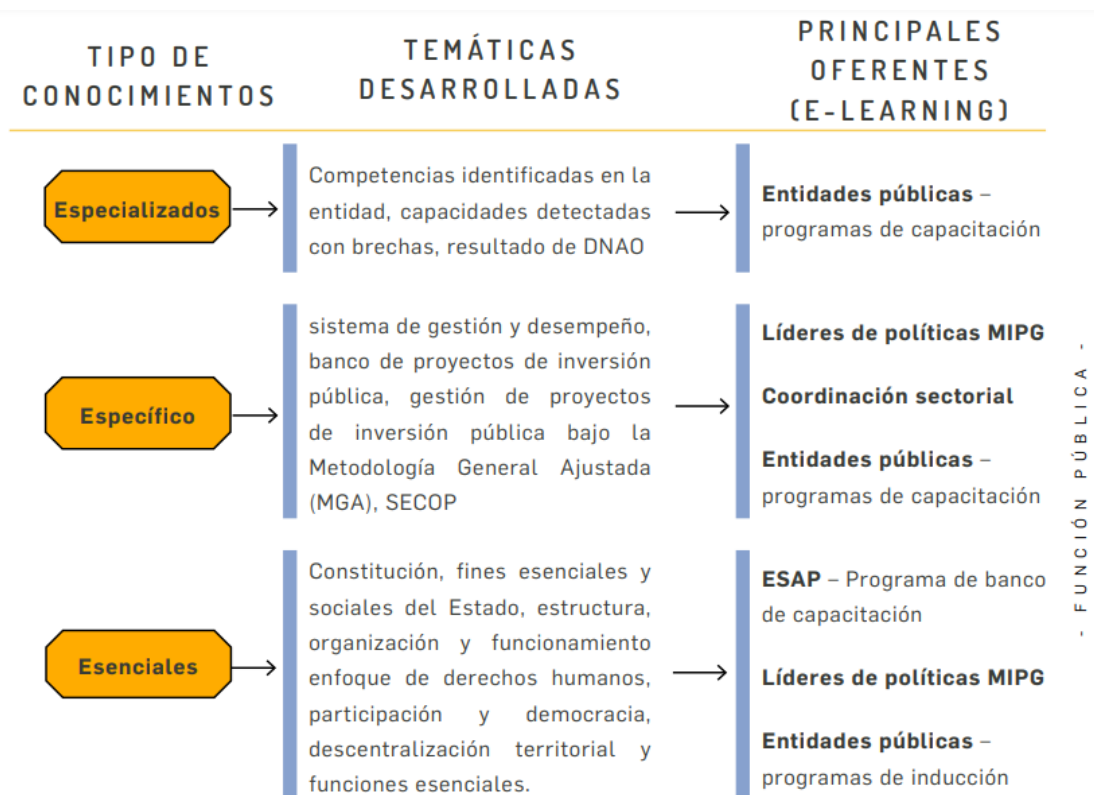 TIPO DE
CONOCIMIENTOS
TEMÁTICAS
DESARROLLADAS
PRINCIPALES
OFERENTES
(E-LEARNING)
Especializados
Competencias identificadas en la
entidad, capacidades detectadas
con brechas, resultado de DNAO
Entidades públicas –
programas de capacitación
Específico
sistema de gestión y desempeño,
banco de proyectos de inversión
pública, gestión de proyectos
de inversión pública bajo la
Metodología General Ajustada
(MGA), SECOP
Líderes de políticas MIPG
Coordinación sectorial
Entidades públicas –
programas de capacitación
Esenciales
Constitución, fines esenciales y
sociales del Estado, estructura,
organización y funcionamiento
enfoque de derechos humanos,
participación y democracia,
descentralización territorial y
funciones esenciales.
ESAP – Programa de banco
de capacitación
Líderes de políticas MIPG
Entidades públicas –
programas de inducción
- FUNCIÓN PÚBLICA -